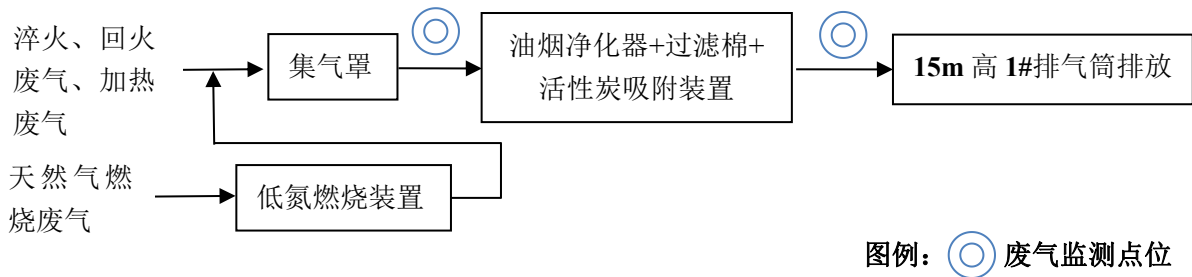 淬火、回火
废气、加热
废气
集气罩
油烟净化器+过滤棉+
活性炭吸附装置
15m 高 1#排气筒排放
天然气燃
烧废气
低氮燃烧装置
图例：
废气监测点位